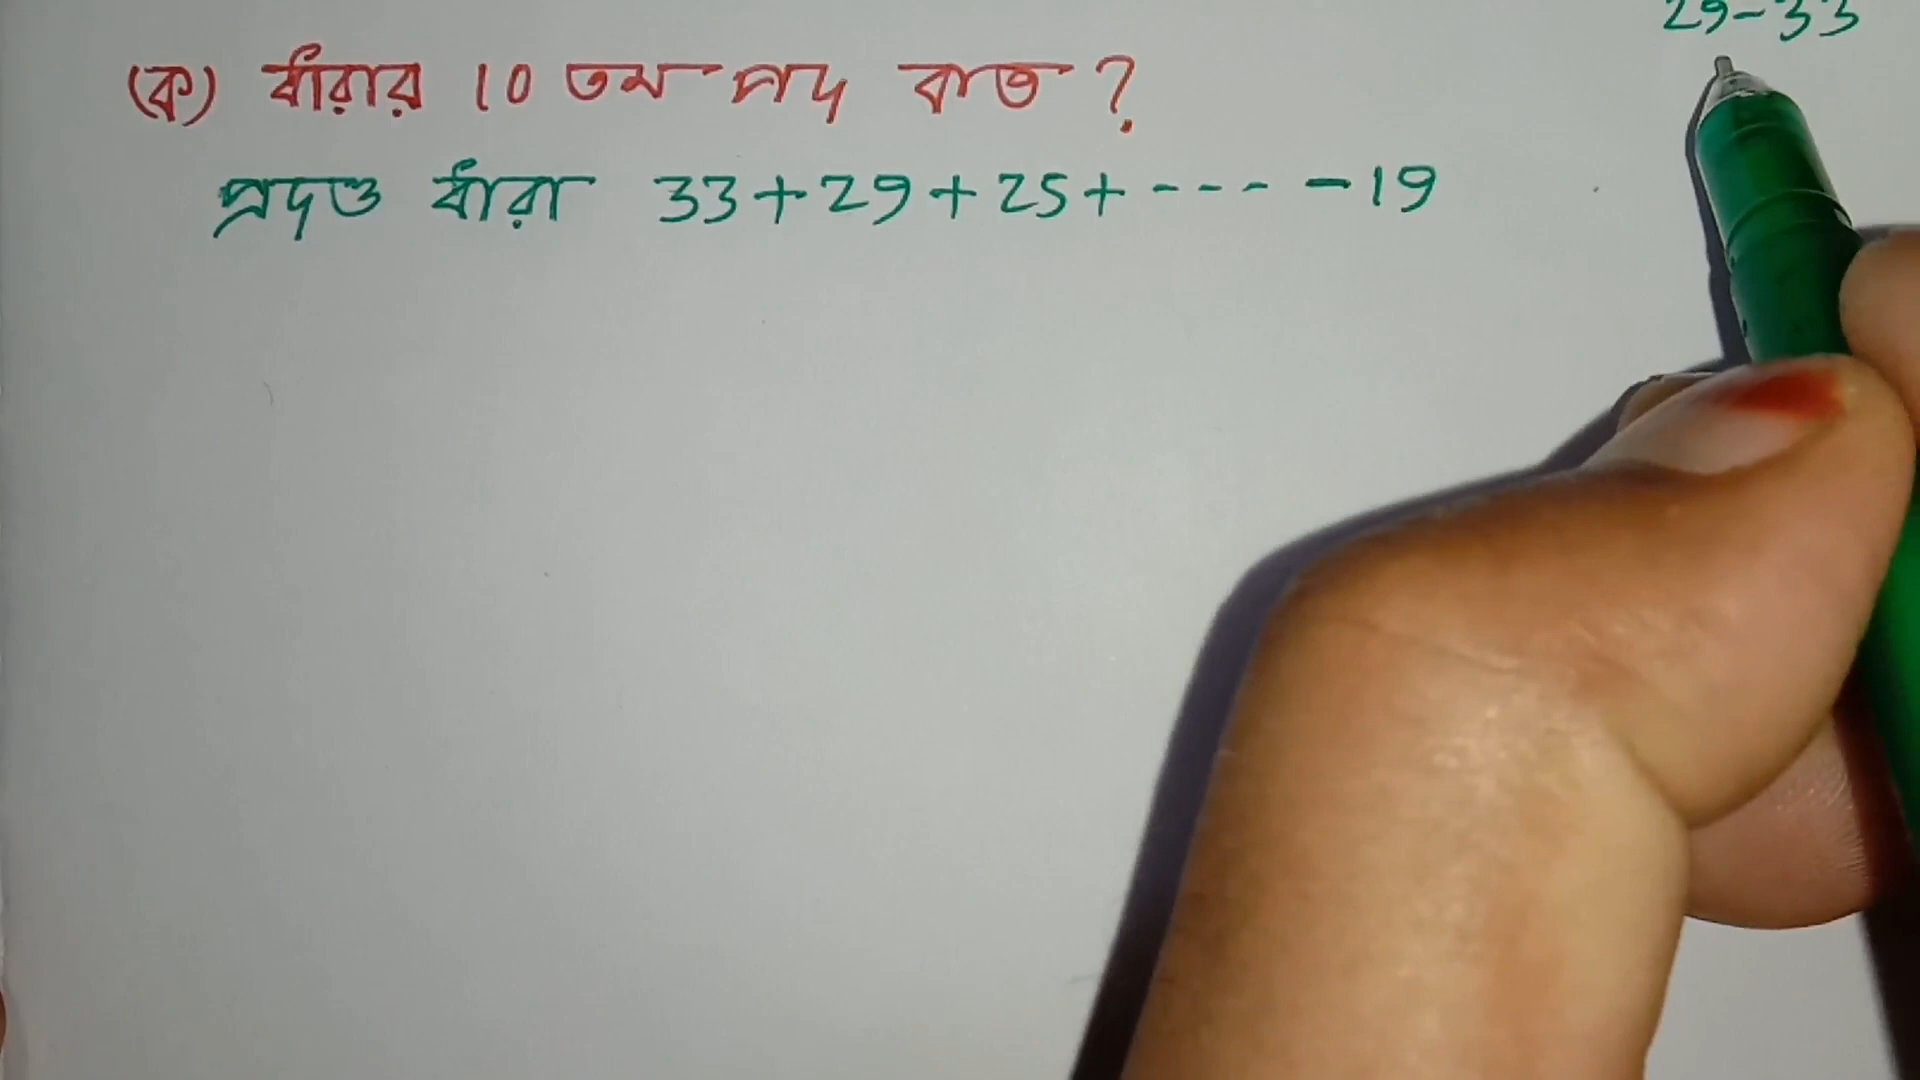 29-33
(ক) ধারার 10 তম পদ কত ?
প্রদত্ত ধারা 33+29+25+---- -19